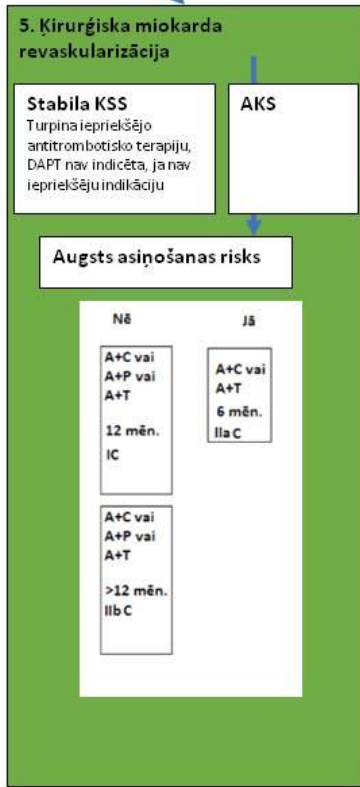 5. Ķirurģiska miokarda
revaskularizācija
Stabila KSS
Turpina iepriekšējo
antitrombotisko terapiju,
DAPT nav indicēta, ja nav
iepriekšēju indikāciju
AKS
Augsts asiņošanas risks
Nē
A+C vai
A+P vai
A+T
12 mēn.
IC
A+C vai
A+P vai
A+T
>12 mēn.
IIb C
Jā
A+C vai
A+T
6 mēn.
IIa C